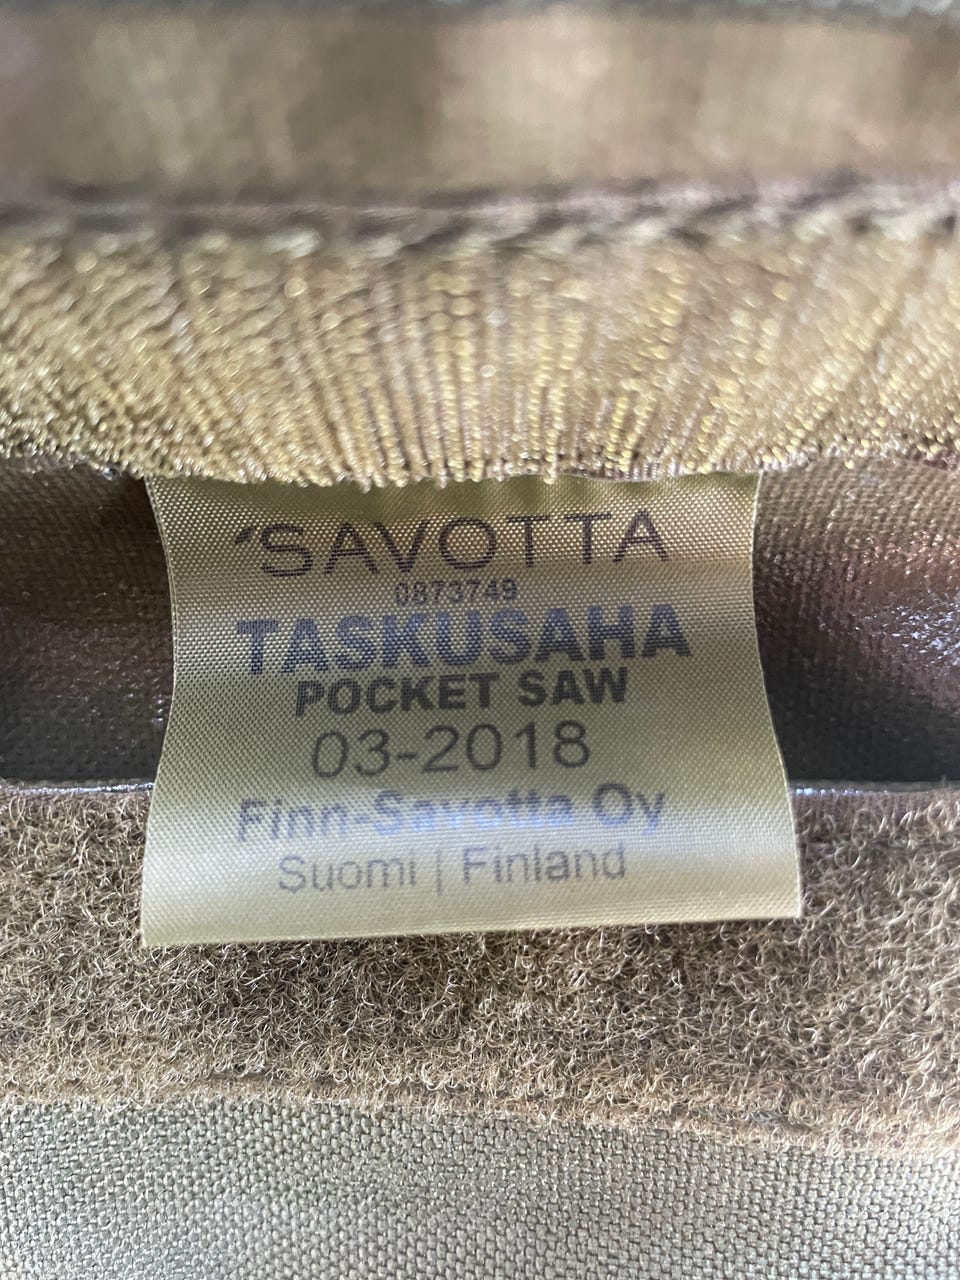 'SAVOTTA
0873749
TASKUSAHA
POCKET SAW
03-2018
Finn-Savotta Oy
Suomi | Finland